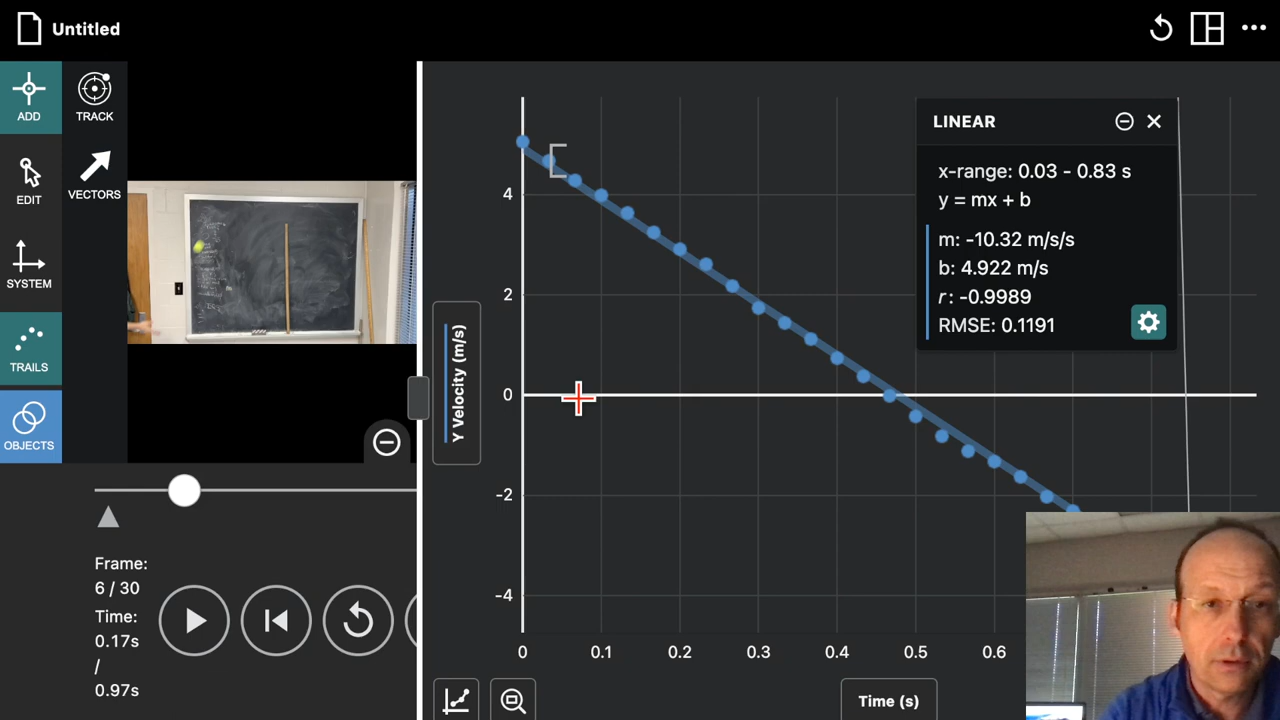 Untitled
ADD
TRACK
EDIT
VECTORS
SYSTEM
TRAILS
OBJECTS
Frame:
6 / 30
Time:
0.17s
/
0.97s
Y Velocity (m/s)
4
2
0
-2
-4
0
0.1
0.2
0.3
0.4
0.5
0.6
Time (s)
LINEAR
x-range: 0.03 - 0.83 s
y = mx + b
m: -10.32 m/s/s
b: 4.922 m/s
r: -0.9989
RMSE: 0.1191